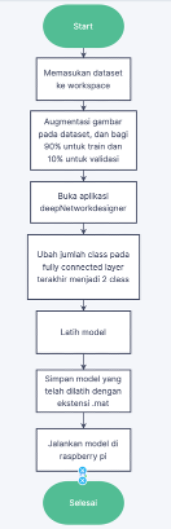 Start
Memasukan dataset
ke workspace
Augmentasi gambar
pada dataset, dan bagi
90% untuk train dan
10% untuk validasi
Buka aplikasi
deepNetworkdesigner
Ubah jumlah class pada
fully connected layer
terakhir menjadi 2 class
Latih model
Simpan model yang
telah dilatih dengan
ekstensi .mat
Jalankan model di
raspberry pi
Selesai